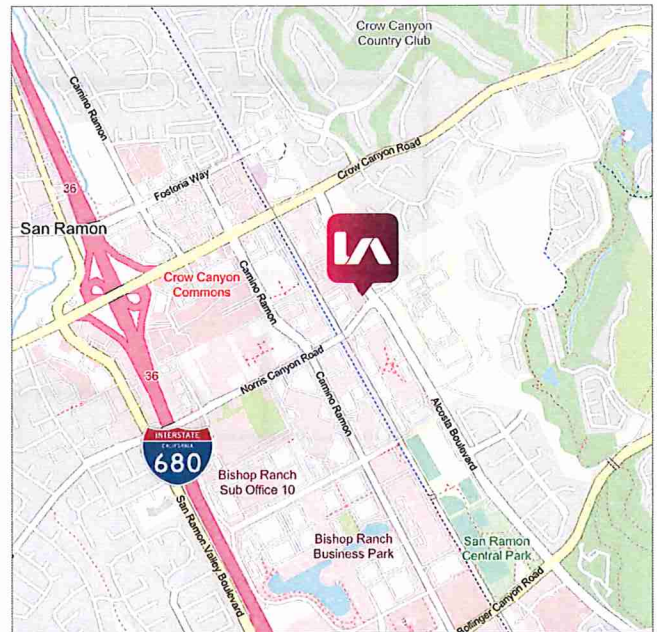 Crow Canyon
Country Club
Camino Ramon
Crow Canyon Road
Fostoria Way
36
San Ramon
LA
Crow Canyon
Commons
Camino Ramon
36
Norris Canyon Road
Camino Ramon
Alcosta Boulevard
INTERSTATE
CALIFORNIA
680
Bishop Ranch
Sub Office 10
San Ramon Valley Boulevard
Bishop Ranch
Business Park
San Ramon
Central Park
Bollinger Canyon Road